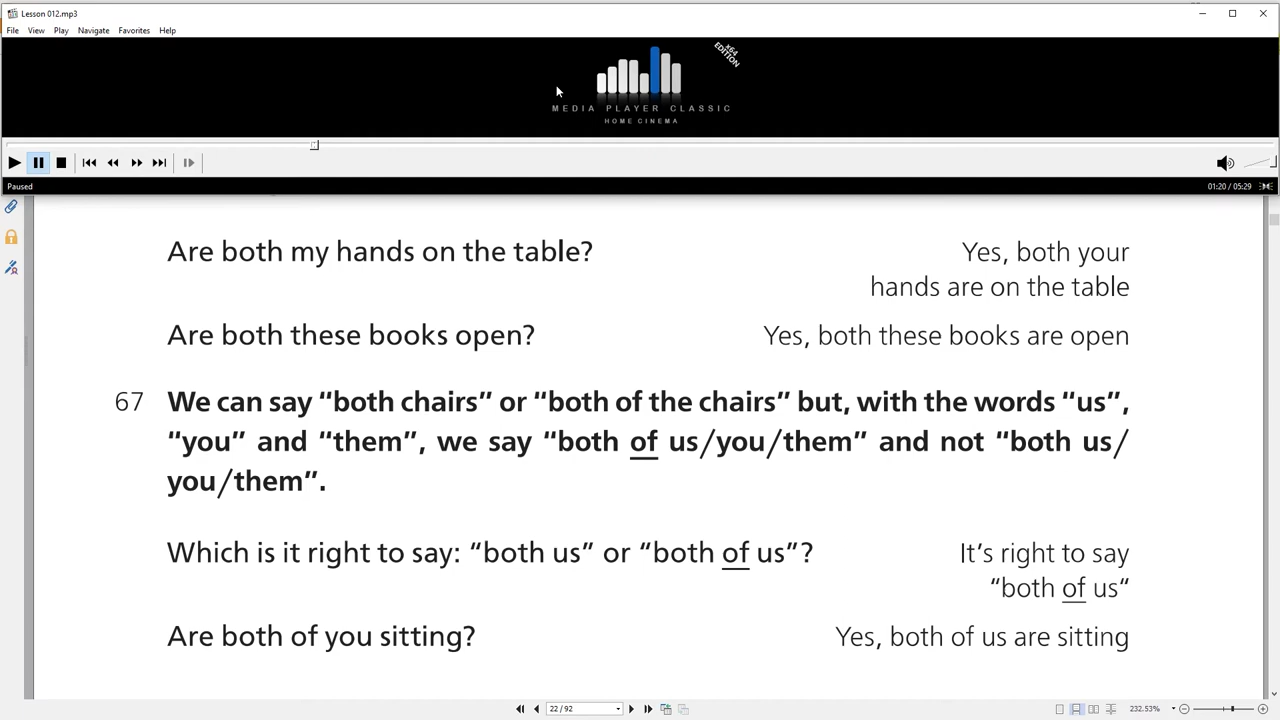 Lesson 012.mp3
File View Play Navigate Favorites Help
x64
EDITION
MEDIA PLAYER CLASSIC
HOME CINEMA
Paused
01:20 / 05:29
Are both my hands on the table?
Yes, both your
hands are on the table
Are both these books open?
Yes, both these books are open
67 We can say “both chairs” or “both of the chairs” but, with the words “us”,
“you” and “them”, we say “both of us/you/them” and not “both us/
you/them”.
Which is it right to say: “both us” or “both of us”?
It’s right to say
“both of us“
Are both of you sitting?
Yes, both of us are sitting
22 / 92
232.53%